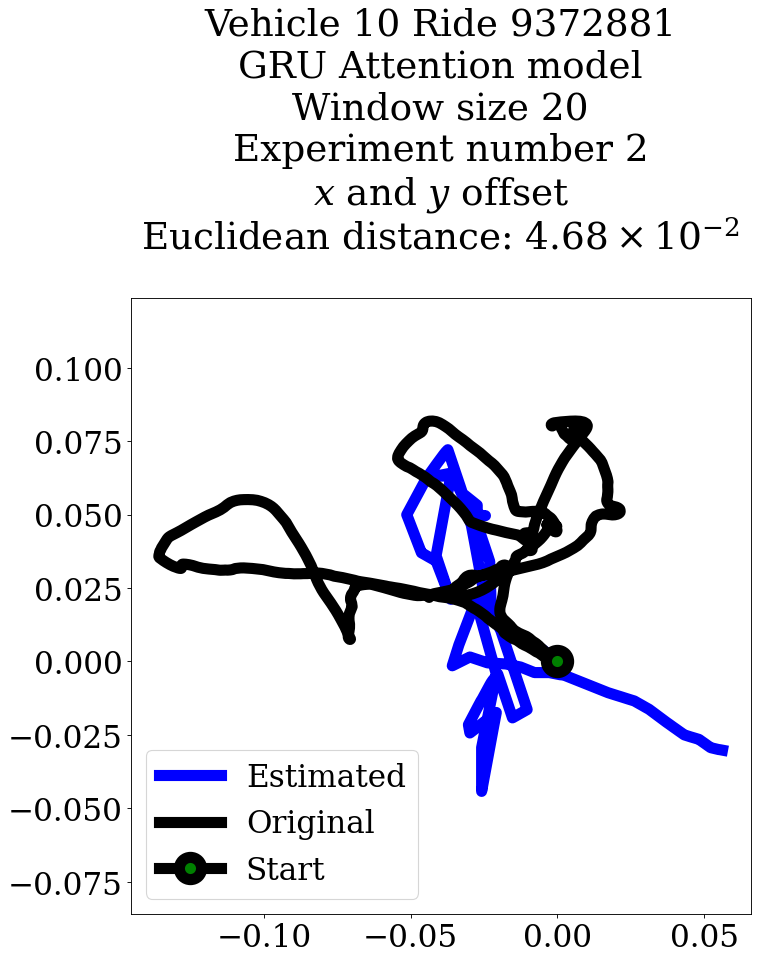 Vehicle 10 Ride 9372881
GRU Attention model
Window size 20
Experiment number 2
x and y offset
Euclidean distance: 4.68 × 10⁻²
0.100
0.075
0.050
0.025
0.000
−0.025
−0.050
−0.075
Estimated
Original
Start
−0.10
−0.05
0.00
0.05